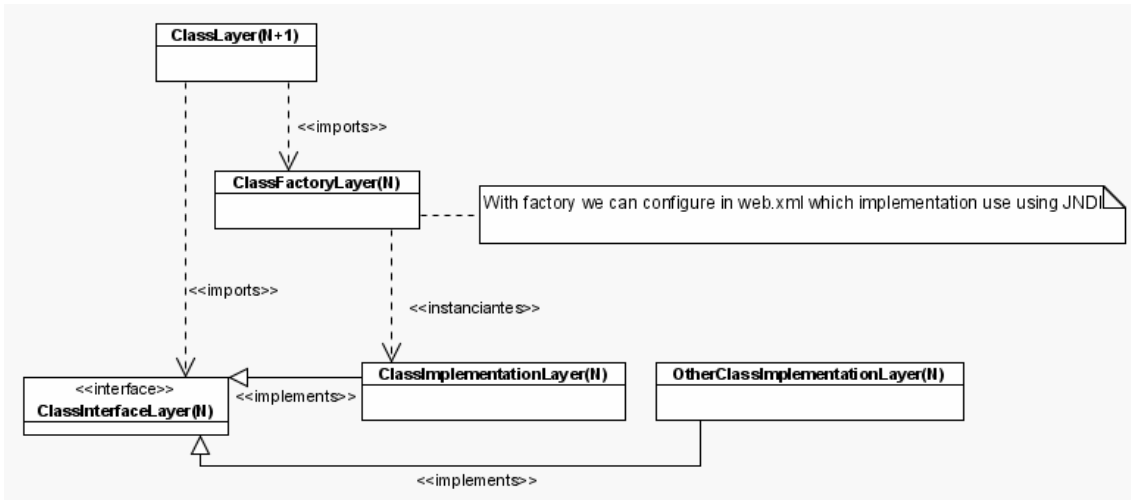 ClassLayer(N+1)
<<imports>>
ClassFactoryLayer(N)
With factory we can configure in web.xml which implementation use using JNDI
<<imports>>
<<instanciantes>>
<<interface>>
ClassInterfaceLayer(N)
<<implements>>
ClassImplementationLayer(N)
OtherClassImplementationLayer(N)
<<implements>>